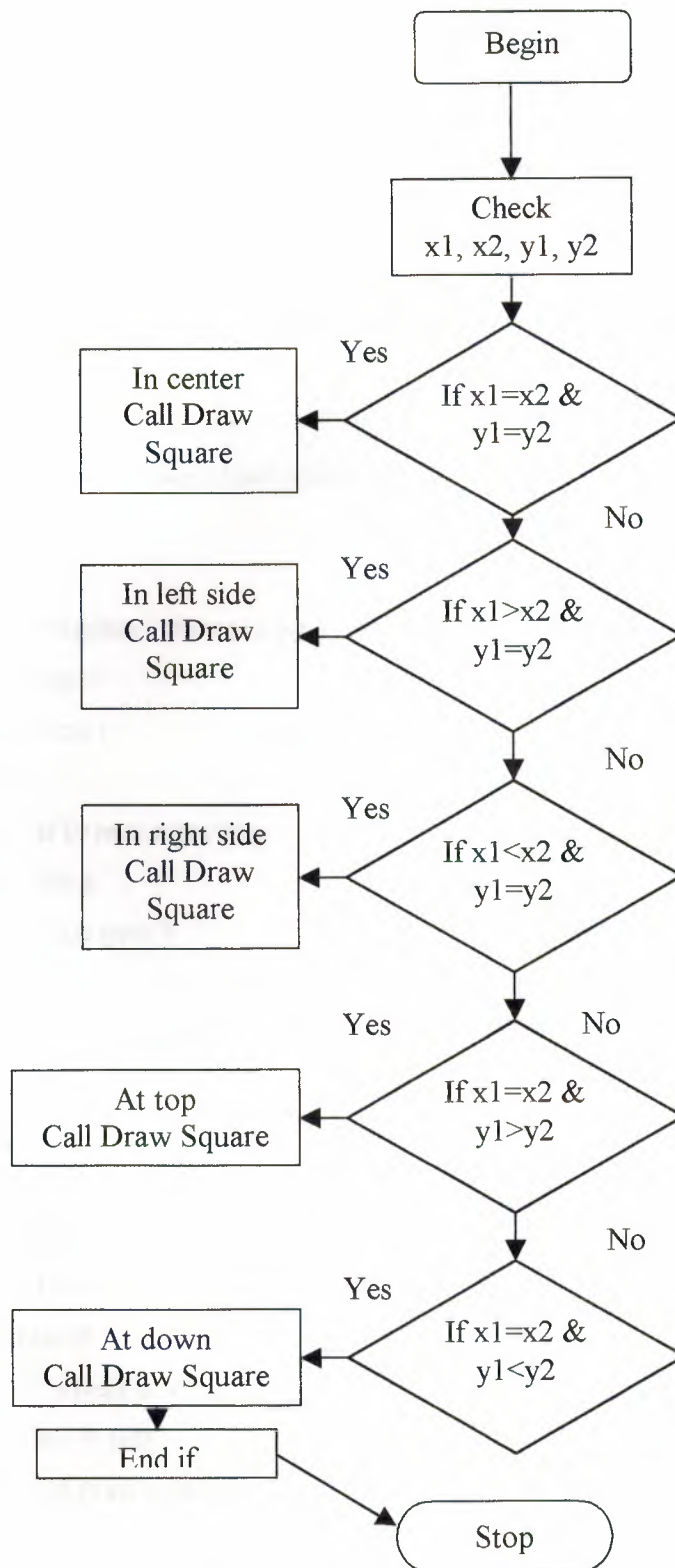 Begin
Check
x1, x2, y1, y2
Yes
If x1=x2 &
y1=y2
In center
Call Draw
Square
No
Yes
If x1>x2 &
y1=y2
In left side
Call Draw
Square
No
Yes
If x1<x2 &
y1=y2
In right side
Call Draw
Square
Yes
No
If x1=x2 &
y1>y2
At top
Call Draw Square
No
Yes
If x1=x2 &
y1<y2
At down
Call Draw Square
End if
Stop